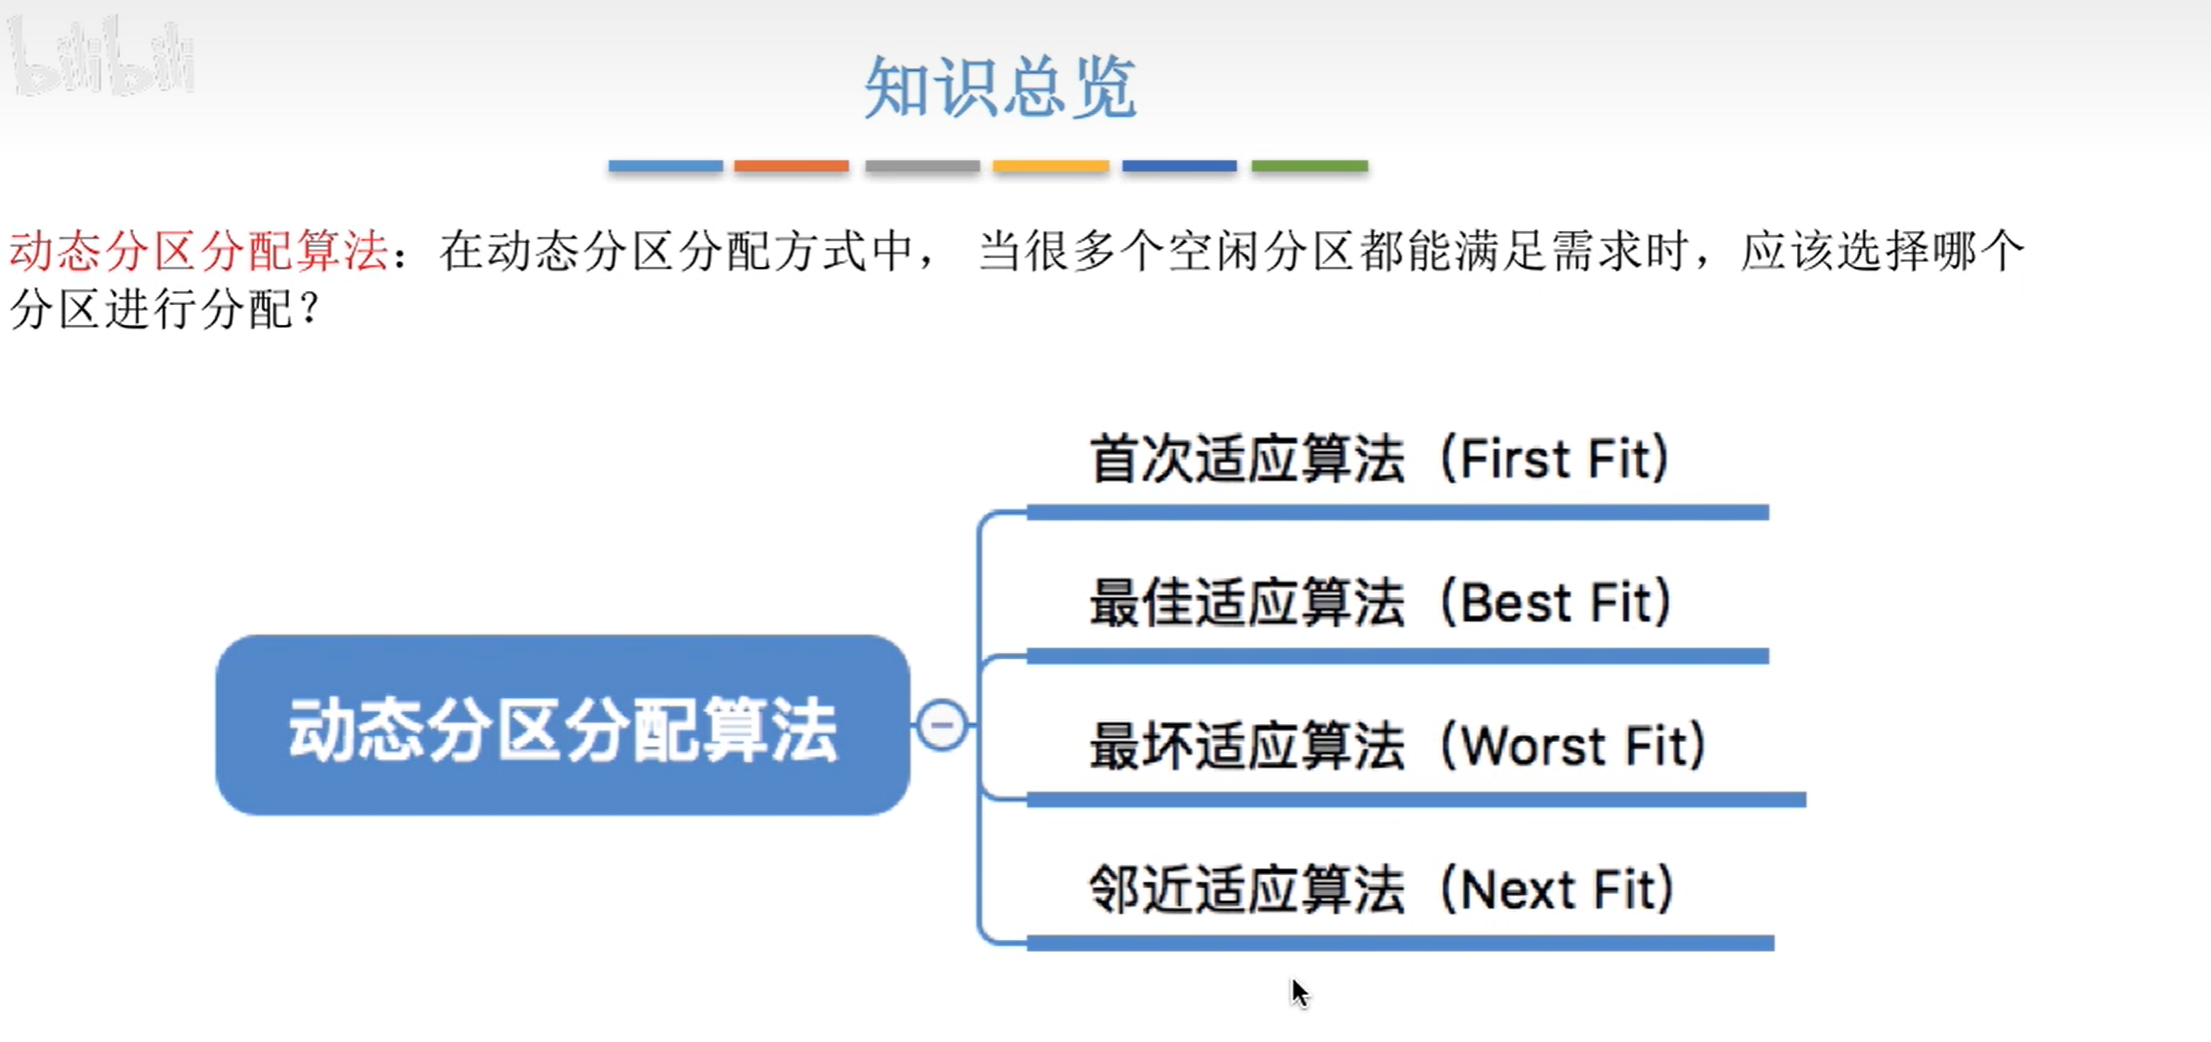 bilibili
知识总览
动态分区分配算法：在动态分区分配方式中， 当很多个空闲分区都能满足需求时，应该选择哪个
分区进行分配？
首次适应算法（First Fit）
最佳适应算法（Best Fit）
动态分区分配算法
最坏适应算法（Worst Fit）
邻近适应算法（Next Fit）